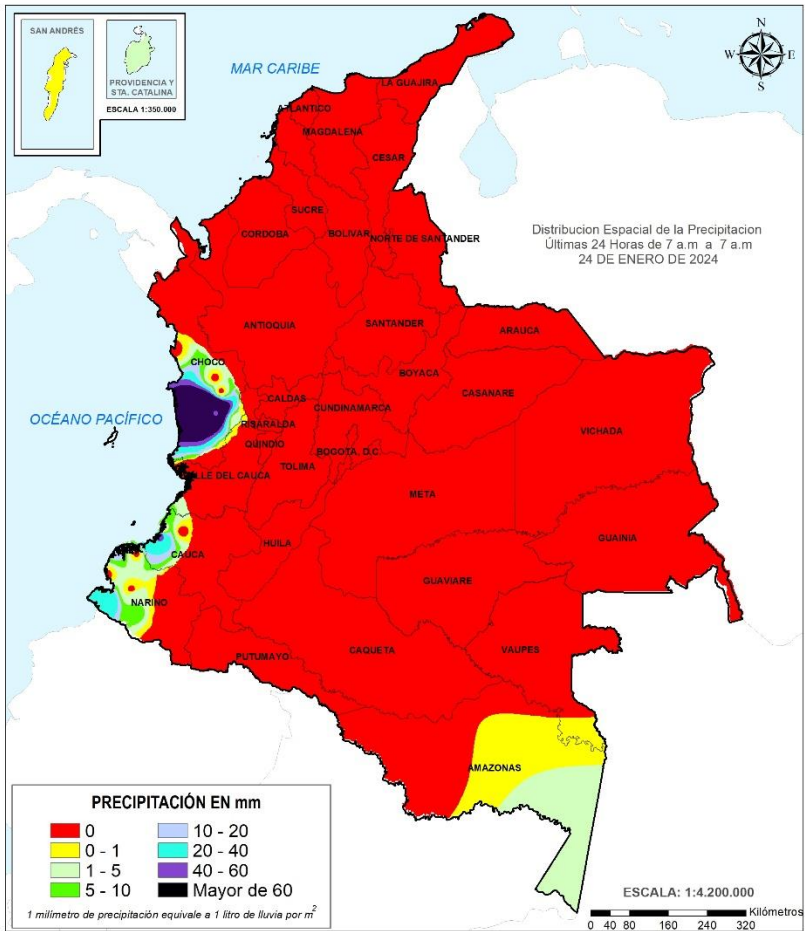 SAN ANDRÉS
PROVIDENCIA Y
STA. CATALINA
ESCALA 1:350.000
MAR CARIBE
N
W
E
S
LA GUAJIRA
ATLANTICO
MAGDALENA
CESAR
SUCRE
CORDOBA
BOLIVAR
NORTE DE SANTANDER
Distribucion Espacial de la Precipitacion
Últimas 24 Horas de 7 a.m a 7 a.m
24 DE ENERO DE 2024
ANTIOQUIA
SANTANDER
ARAUCA
CHOCO
BOYACA
CASANARE
CALDAS
CUNDINAMARCA
OCÉANO PACÍFICO
RISARALDA
VICHADA
QUINDIO
BOGOTA, D.C.
TOLIMA
VALLE DEL CAUCA
META
GUAINIA
HUILA
CAUCA
GUAVIARE
NARIÑO
CAQUETA
VAUPES
PUTUMAYO
AMAZONAS
PRECIPITACIÓN EN mm
0
10 - 20
0 - 1
20 - 40
1 - 5
40 - 60
5 - 10
Mayor de 60
1 milímetro de precipitación equivale a 1 litro de lluvia por m²
ESCALA: 1:4.200.000
Kilómetros
0 40 80 160 240 320